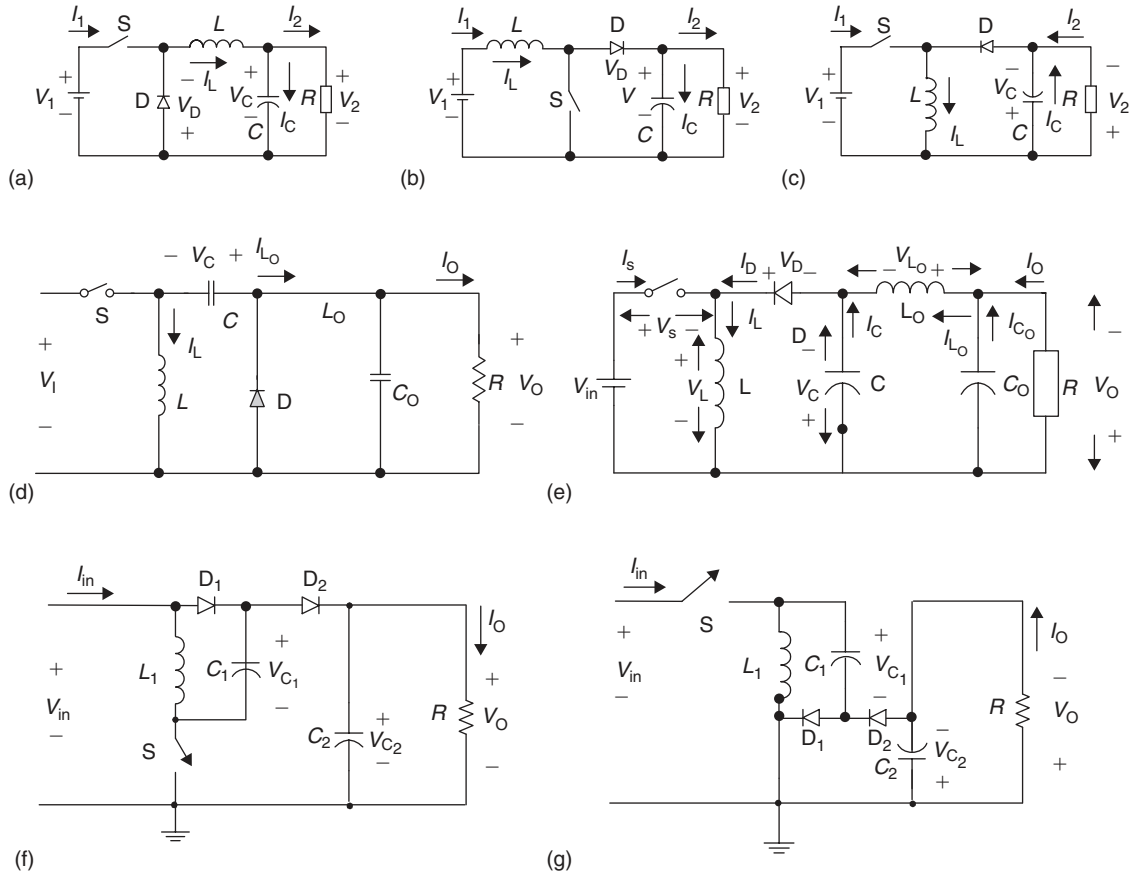 I1 S L I2
+ − + +
V1 D VD IL VC IC R V2
− + − C −
(a)
I1 L D I2
+ IL VD + +
V1 S V R V2
− − C IC −
(b)
I1 S D I2
+ − −
V1 L IL VC IC R V2
− + C +
(c)
− VC + ILO IO
S C LO
+ IL +
VI L D CO R VO
− −
(d)
Is ID + VD − − VLO + IO
+ Vs − IL D IC LO ILO ICO −
Vin + VL − L − VC + C CO R VO
+
(e)
Iin D1 D2 IO
+ L1 C1 + VC1 − +
Vin R VO
− S C2 + VC2 − −
(f)
Iin S IO
+ L1 C1 + VC1 − −
Vin R VO
− D1 D2 − VC2 +
C2 +
(g)